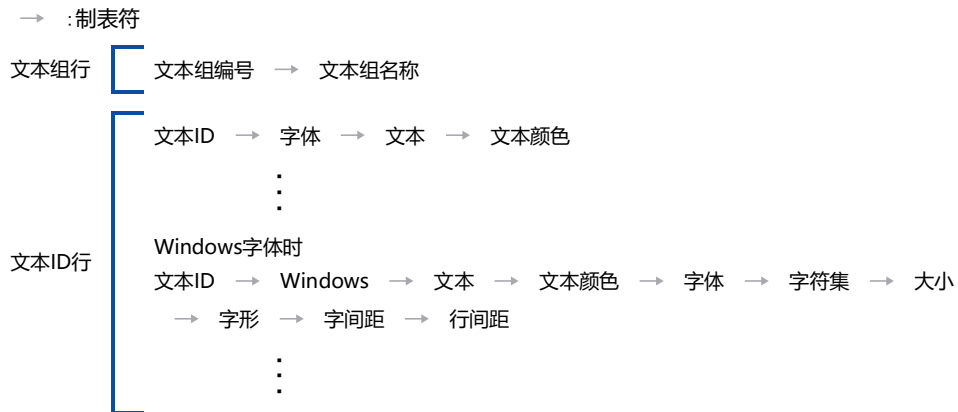 → :制表符
文本组行
文本组编号 → 文本组名称
文本ID → 字体 → 文本 → 文本颜色
文本ID行
Windows字体时
文本ID → Windows → 文本 → 文本颜色 → 字体 → 字符集 → 大小
→ 字形 → 字间距 → 行间距